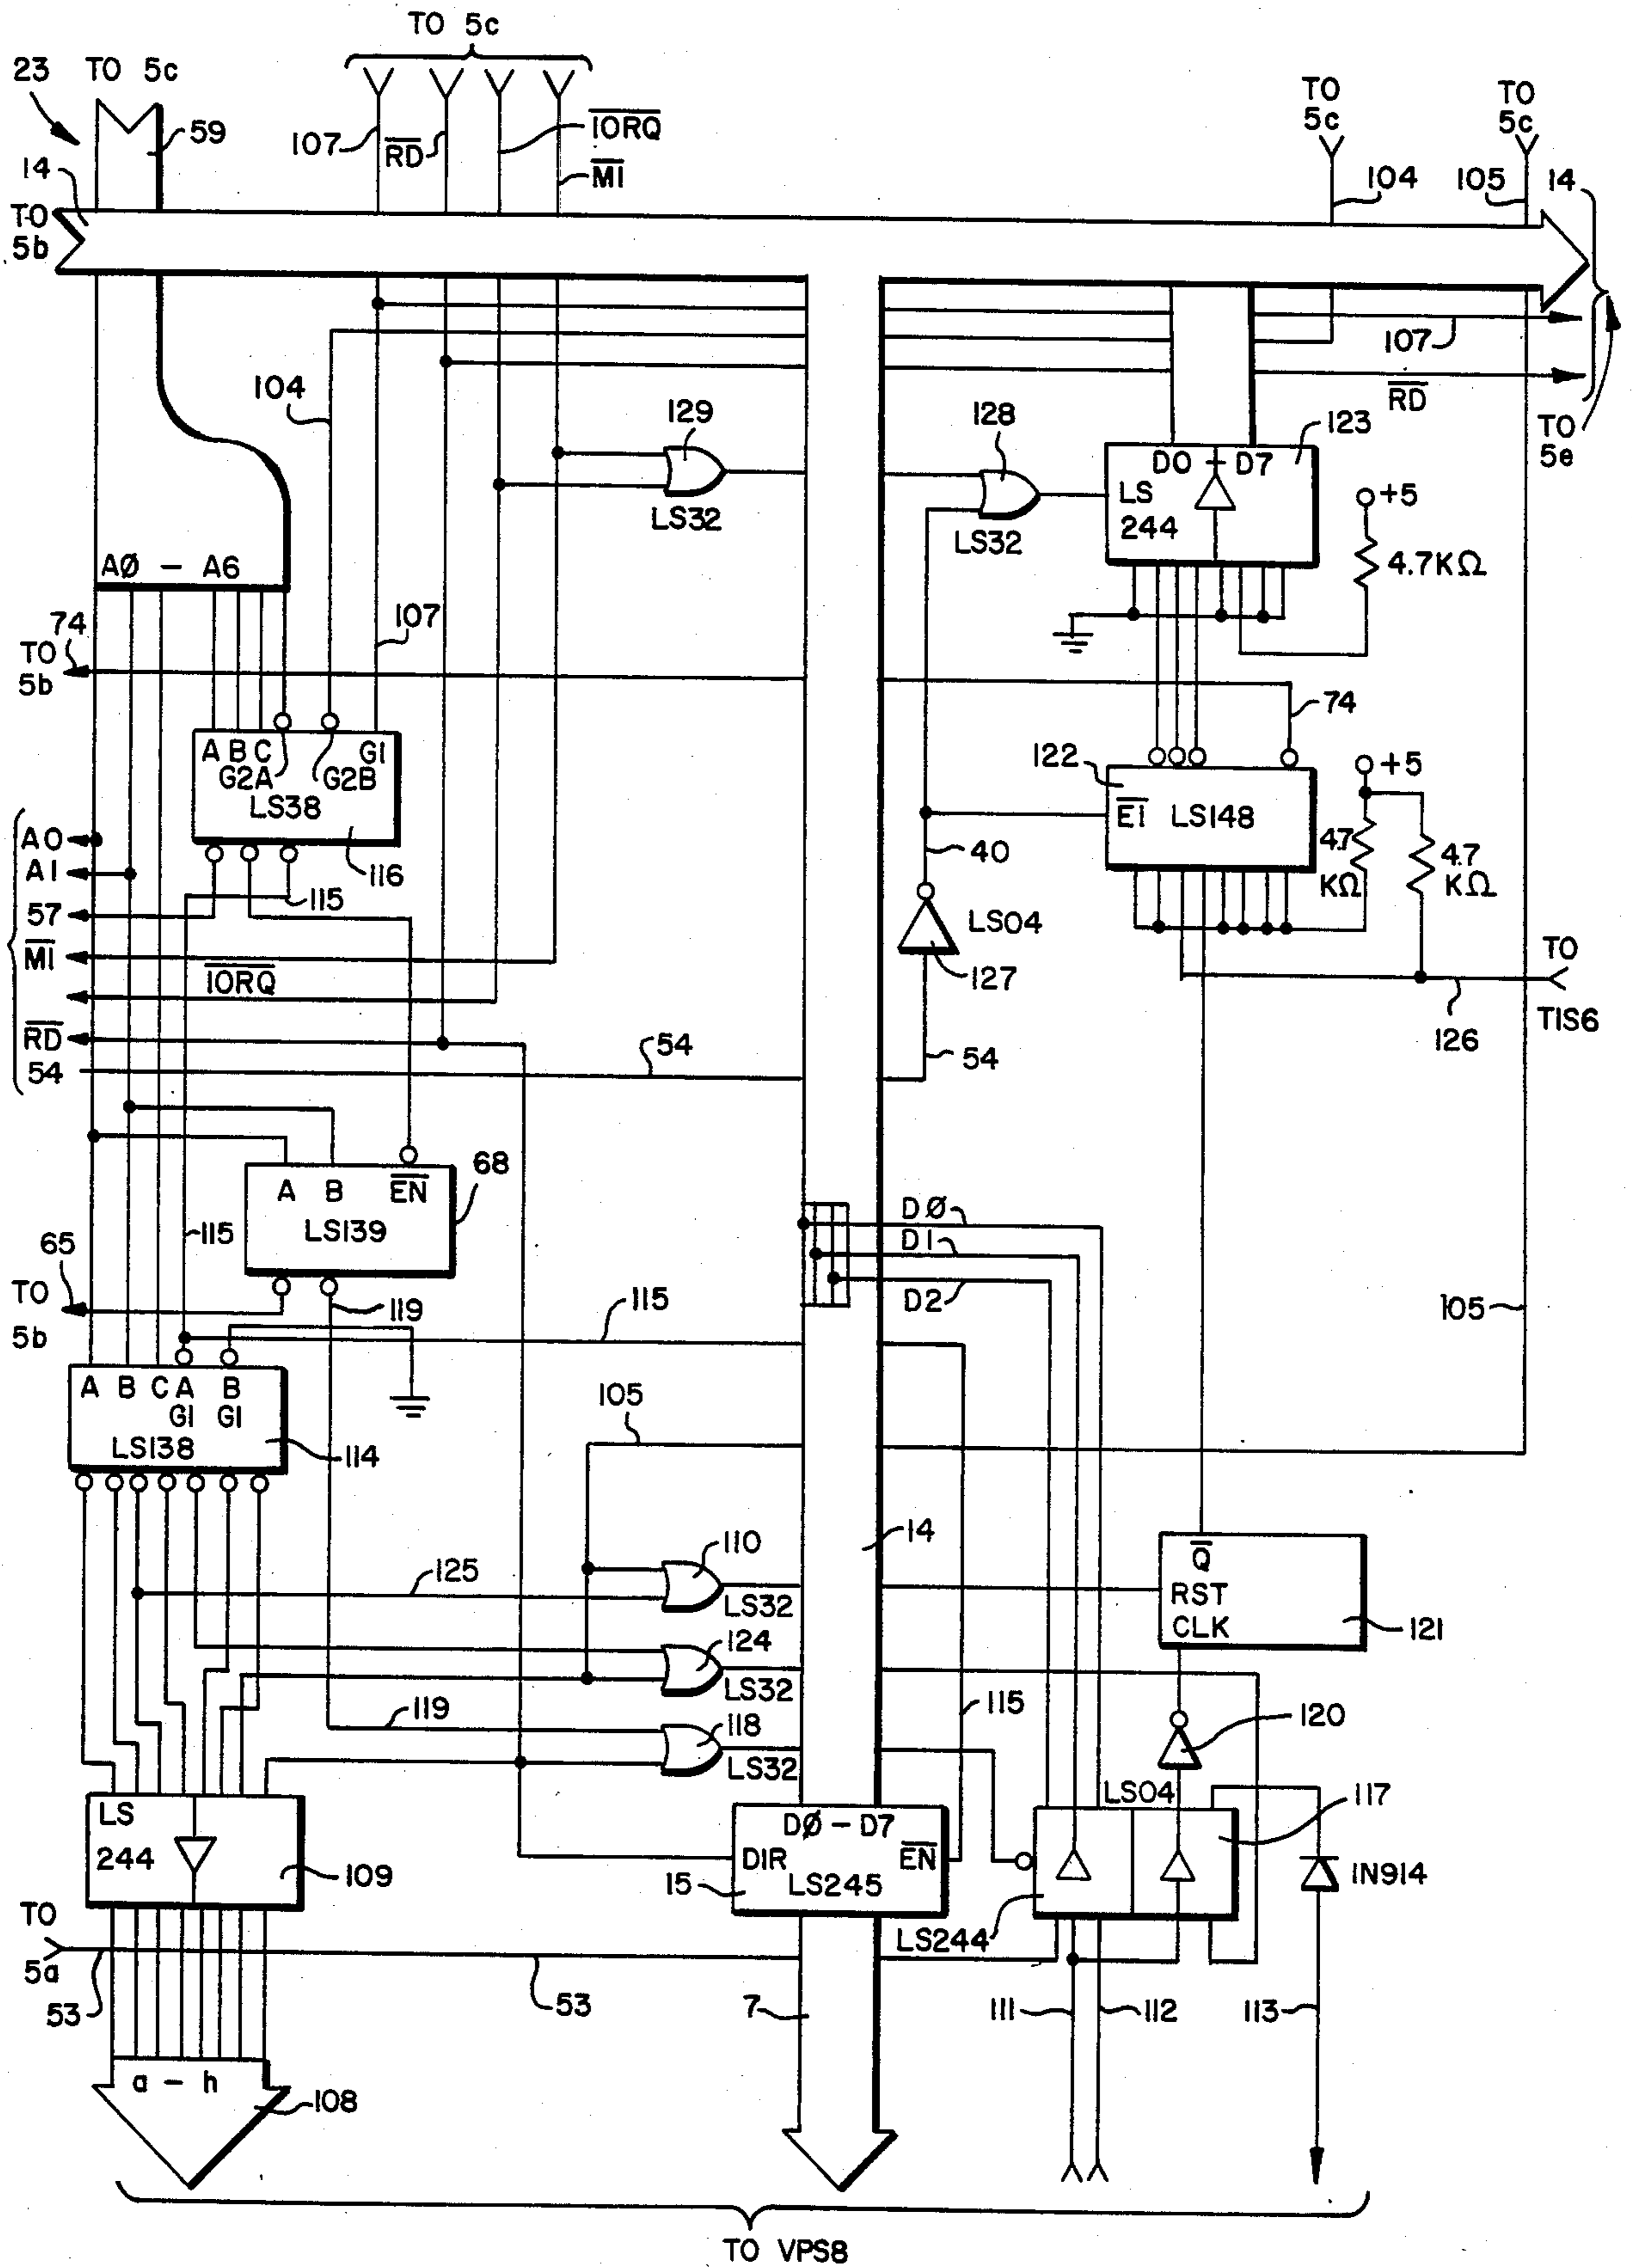 TO 5c
23 TO 5c
59
107
RD
IORQ
MI
TO
5c
TO
5c
104
105
14
14
TO
5b
107
RD
TO
5e
104
129
LS32
128
LS32
D0 - D7
LS
244
123
+5
4.7KΩ
AØ - A6
74
TO
5b
107
A B C G1
G2A G2B
LS38
116
115
74
122
EI LS148
+5
4.7
KΩ
4.7
KΩ
A0
A1
57
MI
IORQ
RD
54
40
LS04
127
54
54
TO
TIS6
126
A B EN
LS139
68
115
65
TO
5b
119
115
DØ
D1
D2
105
A B C A B
G1 G1
LS138
114
105
110
LS32
125
124
LS32
119
118
LS32
14
115
Q
RST
CLK
121
120
LS04
117
LS
244
109
DØ - D7
DIR EN
15 LS245
LS244
1N914
TO
5a
53
53
7
111
112
113
a - h
108
TO VPS8